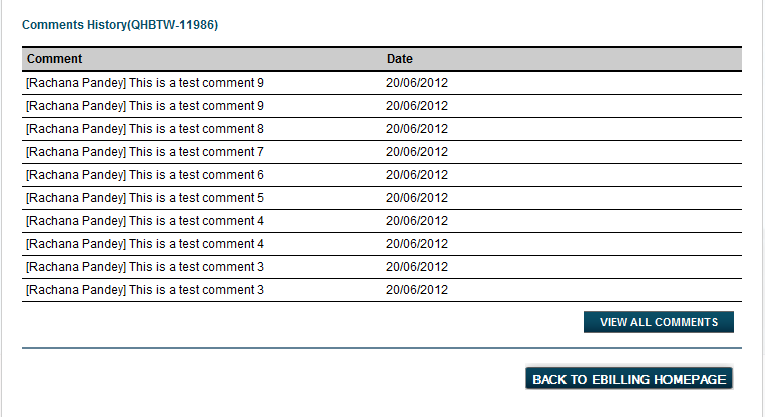 Comments History(QHBTW-11986)
Comment Date
[Rachana Pandey] This is a test comment 9 20/06/2012
[Rachana Pandey] This is a test comment 9 20/06/2012
[Rachana Pandey] This is a test comment 8 20/06/2012
[Rachana Pandey] This is a test comment 7 20/06/2012
[Rachana Pandey] This is a test comment 6 20/06/2012
[Rachana Pandey] This is a test comment 5 20/06/2012
[Rachana Pandey] This is a test comment 4 20/06/2012
[Rachana Pandey] This is a test comment 4 20/06/2012
[Rachana Pandey] This is a test comment 3 20/06/2012
[Rachana Pandey] This is a test comment 3 20/06/2012
VIEW ALL COMMENTS
BACK TO EBILLING HOMEPAGE